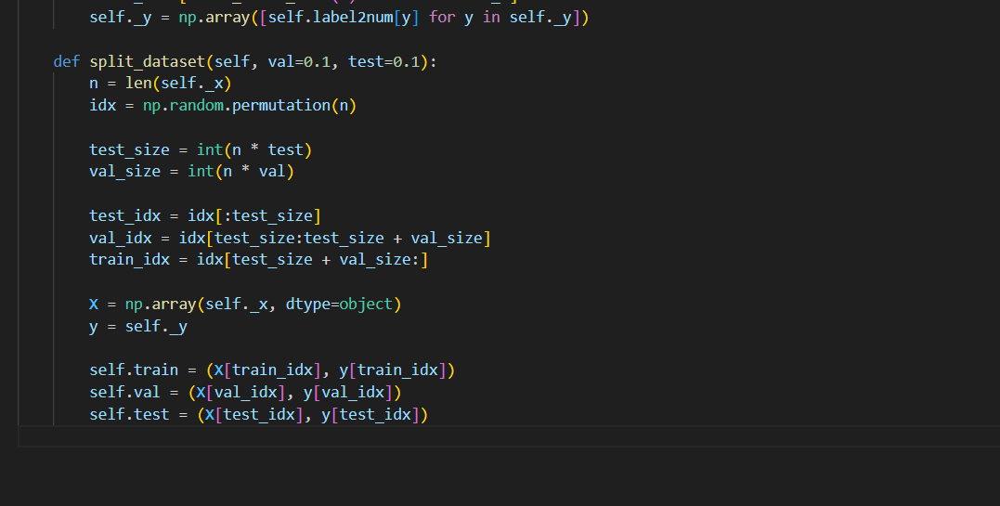 self._y = np.array([self.label2num[y] for y in self._y])
def split_dataset(self, val=0.1, test=0.1):
n = len(self._x)
idx = np.random.permutation(n)
test_size = int(n * test)
val_size = int(n * val)
test_idx = idx[:test_size]
val_idx = idx[test_size:test_size + val_size]
train_idx = idx[test_size + val_size:]
X = np.array(self._x, dtype=object)
y = self._y
self.train = (X[train_idx], y[train_idx])
self.val = (X[val_idx], y[val_idx])
self.test = (X[test_idx], y[test_idx])